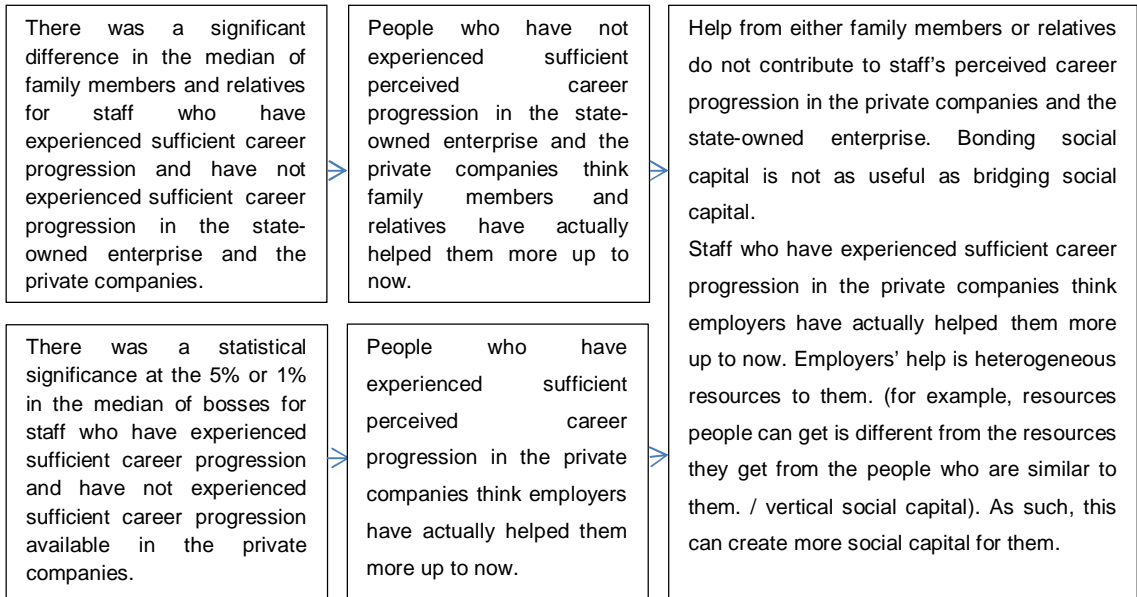 There was a significant
difference in the median of
family members and relatives
for staff who have
experienced sufficient career
progression and have not
experienced sufficient career
progression in the state-
owned enterprise and the
private companies.
People who have not
experienced sufficient
perceived career
progression in the state-
owned enterprise and the
private companies think
family members and
relatives have actually
helped them more up to
now.
Help from either family members or relatives
do not contribute to staff’s perceived career
progression in the private companies and the
state-owned enterprise. Bonding social
capital is not as useful as bridging social
capital.
Staff who have experienced sufficient career
progression in the private companies think
employers have actually helped them more
up to now. Employers’ help is heterogeneous
resources to them. (for example, resources
people can get is different from the resources
they get from the people who are similar to
them. / vertical social capital). As such, this
can create more social capital for them.
There was a statistical
significance at the 5% or 1%
in the median of bosses for
staff who have experienced
sufficient career progression
and have not experienced
sufficient career progression
available in the private
companies.
People who have
experienced sufficient
perceived career
progression in the private
companies think employers
have actually helped them
more up to now.